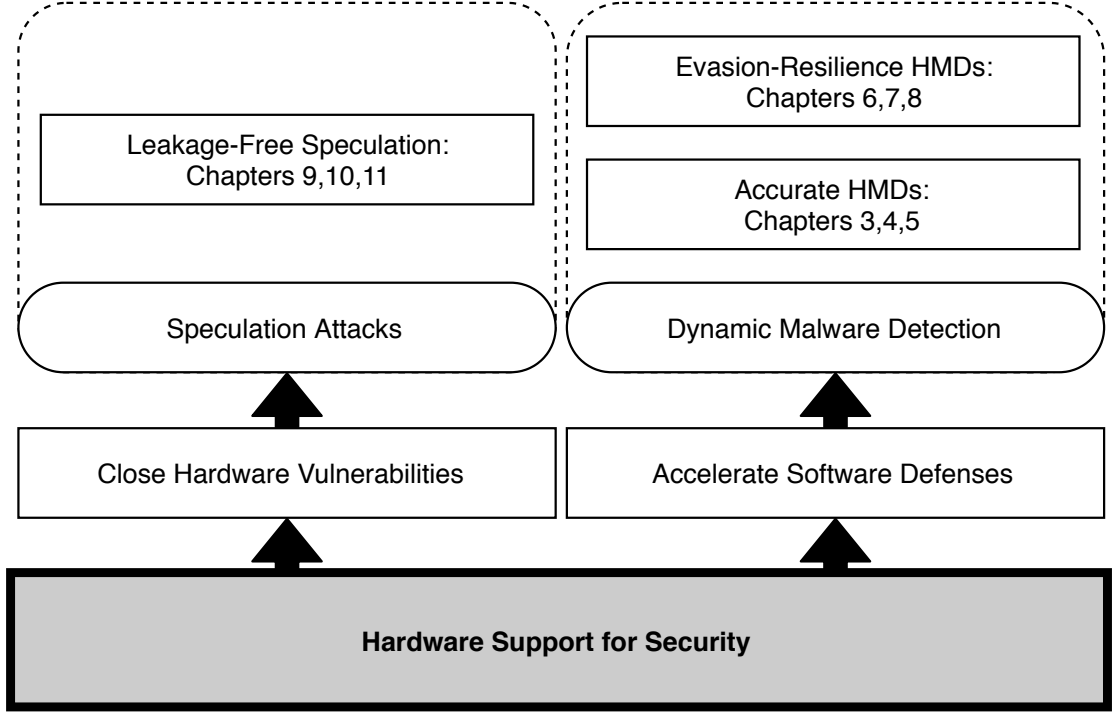 Evasion-Resilience HMDs:
Chapters 6,7,8
Leakage-Free Speculation:
Chapters 9,10,11
Accurate HMDs:
Chapters 3,4,5
Speculation Attacks
Dynamic Malware Detection
Close Hardware Vulnerabilities
Accelerate Software Defenses
Hardware Support for Security